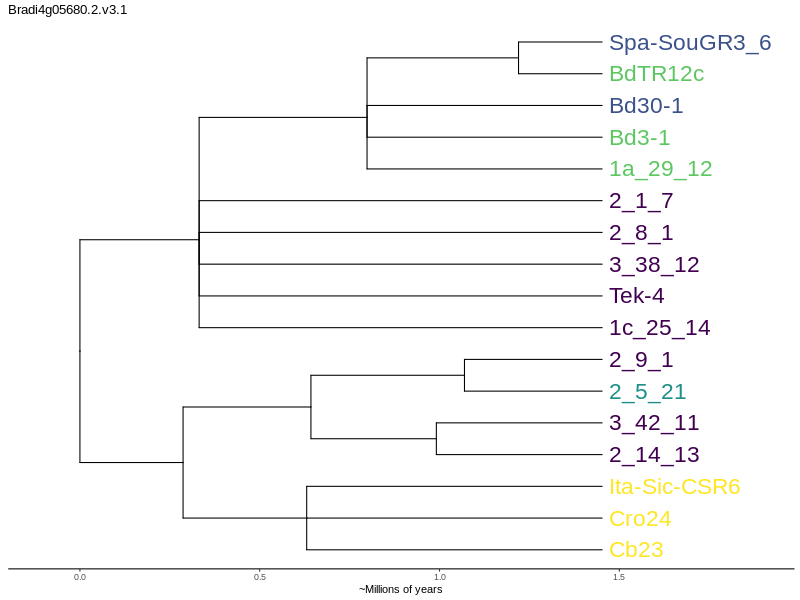 Bradi4g05680.2.v3.1
Spa-SouGR3_6
BdTR12c
Bd30-1
Bd3-1
1a_29_12
2_1_7
2_8_1
3_38_12
Tek-4
1c_25_14
2_9_1
2_5_21
3_42_11
2_14_13
Ita-Sic-CSR6
Cro24
Cb23
0.0 0.5 1.0 1.5
~Millions of years